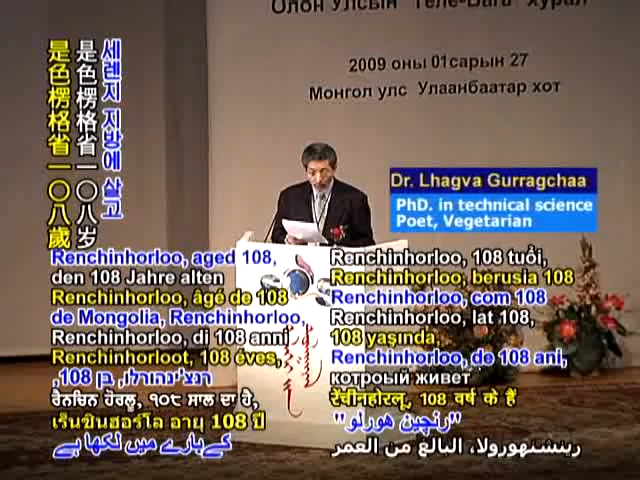 Олон Улсын "Теле-Бага" хурал
2009 оны 01 сарын 27
Монгол улс Улаанбаатар хот
세렝지 지방에 살고
是色楞格省一〇八岁
是色楞格省一〇八歲
Dr. Lhagva Gurragchaa
PhD. in technical science
Poet, Vegetarian
Renchinhorloo, aged 108,
den 108 Jahre alten
Renchinhorloo, âgé de 108
de Mongolia, Renchinhorloo,
Renchinhorloo, di 108 anni
Renchinhorloot, 108 éves,
רנצ'ינהורלו, בן 108,
ਰੈਨਚਿਨ ਹੋਰਲੂ, ੧੦੮ ਸਾਲ ਦਾ ਹੈ,
เร็นชินฮอร์โล อายุ 108 ปี
کےبارے میں لکھا ہے
Renchinhorloo, 108 tuổi,
Renchinhorloo, berusia 108
Renchinhorloo, com 108
Renchinhorloo, lat 108,
108 yaşında,
Renchinhorloo, de 108 ani,
котроый живет
रेंचीनहोरलू, 108 वर्ष के हैं
"رنچین هورلو"
رينشنهورولا، البالغ من العمر